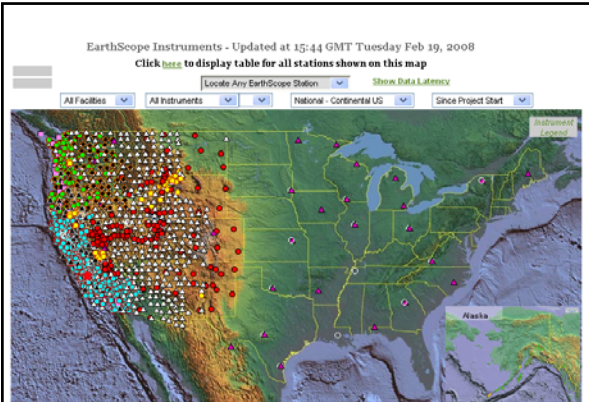 EarthScope Instruments - Updated at 15:44 GMT Tuesday Feb 19, 2008
Click here to display table for all stations shown on this map
Locate Any EarthScope Station
Show Data Latency
All Facilities
All Instruments
National - Continental US
Since Project Start
Instrument
Legend
Alaska